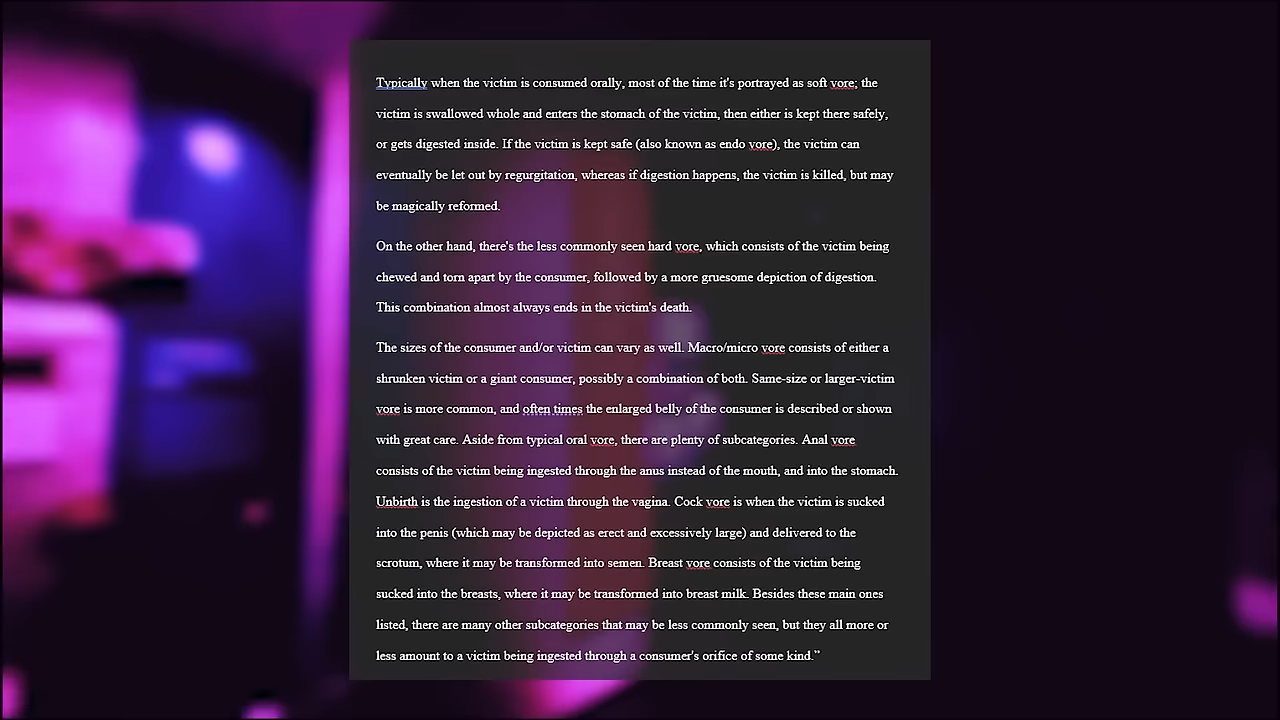 Typically when the victim is consumed orally, most of the time it's portrayed as soft vore; the
victim is swallowed whole and enters the stomach of the victim, then either is kept there safely,
or gets digested inside. If the victim is kept safe (also known as endo vore), the victim can
eventually be let out by regurgitation, whereas if digestion happens, the victim is killed, but may
be magically reformed.
On the other hand, there's the less commonly seen hard vore, which consists of the victim being
chewed and torn apart by the consumer, followed by a more gruesome depiction of digestion.
This combination almost always ends in the victim's death.
The sizes of the consumer and/or victim can vary as well. Macro/micro vore consists of either a
shrunken victim or a giant consumer, possibly a combination of both. Same-size or larger-victim
vore is more common, and often times the enlarged belly of the consumer is described or shown
with great care. Aside from typical oral vore, there are plenty of subcategories. Anal vore
consists of the victim being ingested through the anus instead of the mouth, and into the stomach.
Unbirth is the ingestion of a victim through the vagina. Cock vore is when the victim is sucked
into the penis (which may be depicted as erect and excessively large) and delivered to the
scrotum, where it may be transformed into semen. Breast vore consists of the victim being
sucked into the breasts, where it may be transformed into breast milk. Besides these main ones
listed, there are many other subcategories that may be less commonly seen, but they all more or
less amount to a victim being ingested through a consumer's orifice of some kind.”